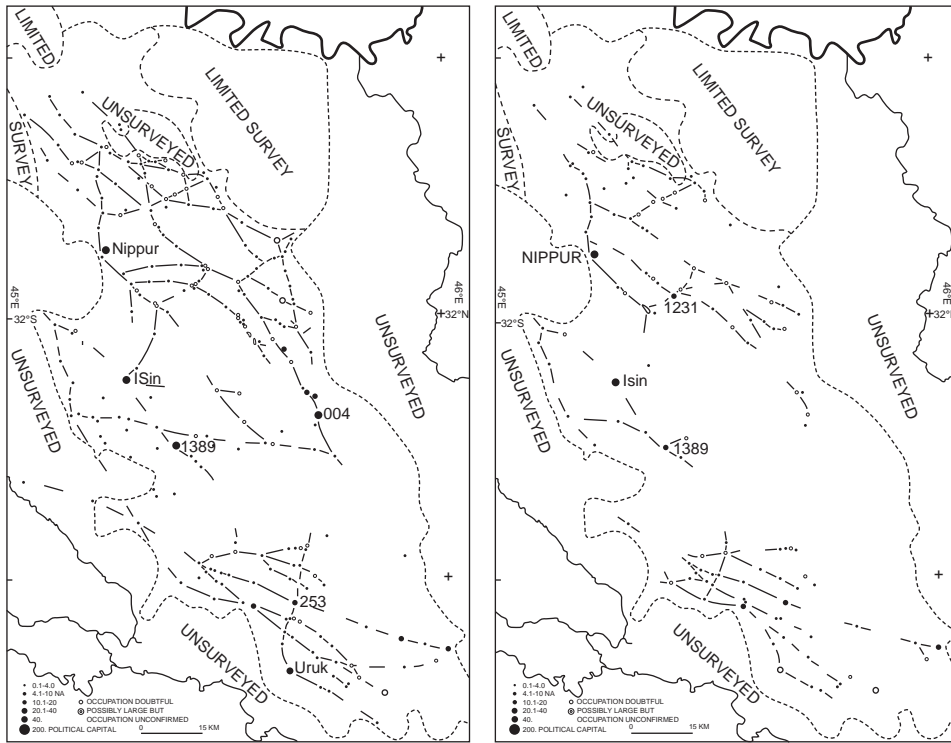 LIMITED
SURVEY
UNSURVEYED
LIMITED SURVEY
Nippur
45°E
32°S
46°E
32°N
UNSURVEYED
UNSURVEYED
ISin
004
1389
253
Uruk
UNSURVEYED
0.1-4.0
4.1-10 NA
10.1-20
20.1-40
40.
200. POLITICAL CAPITAL
OCCUPATION DOUBTFUL
POSSIBLY LARGE BUT
OCCUPATION UNCONFIRMED
0 15 KM
LIMITED
SURVEY
UNSURVEYED
LIMITED SURVEY
NIPPUR
45°E
32°S
46°E
32°N
1231
UNSURVEYED
UNSURVEYED
Isin
1389
UNSURVEYED
0.1-4.0
4.1-10 NA
10.1-20
20.1-40
40.
200. POLITICAL CAPITAL
OCCUPATION DOUBTFUL
POSSIBLY LARGE BUT
OCCUPATION UNCONFIRMED
0 15 KM